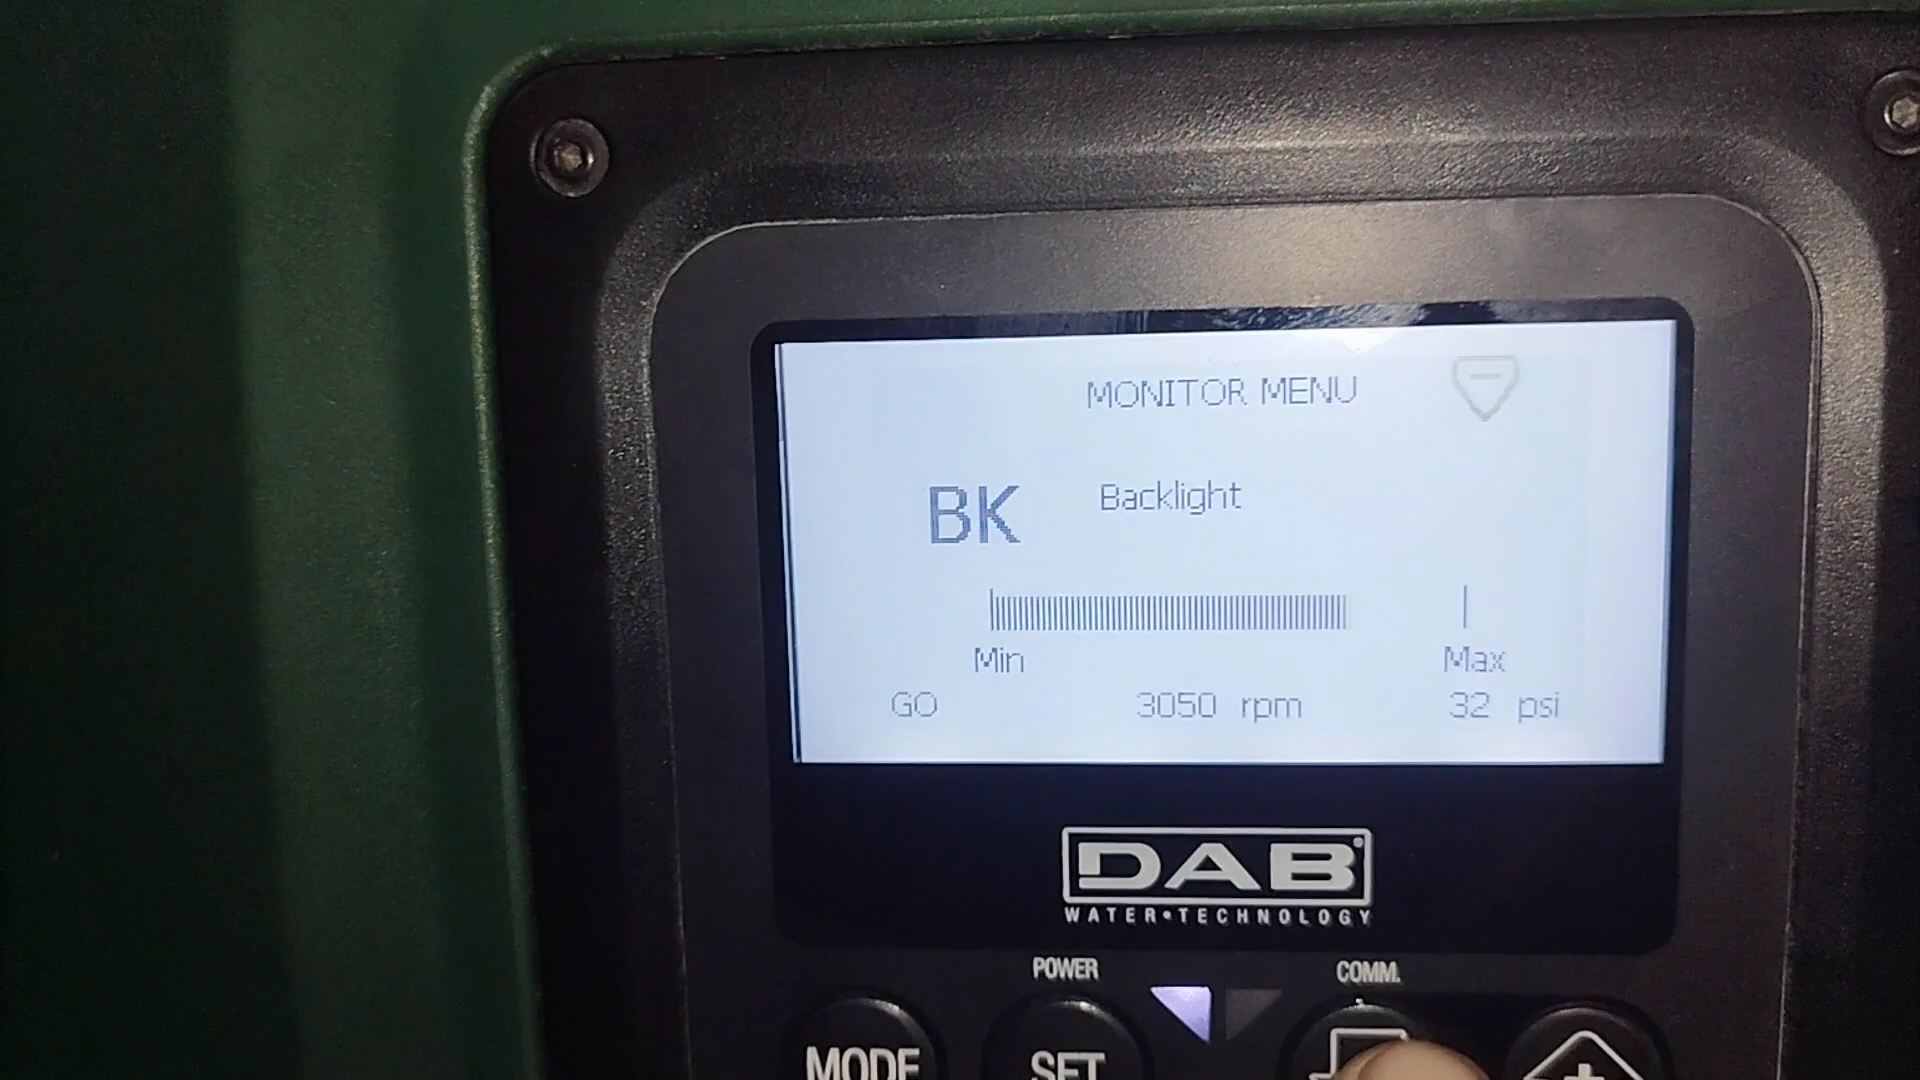 MONITOR MENU
BK Backlight
Min Max
GO 3050 rpm 32 psi
DAB
WATER•TECHNOLOGY
POWER COMM.
MODE SET